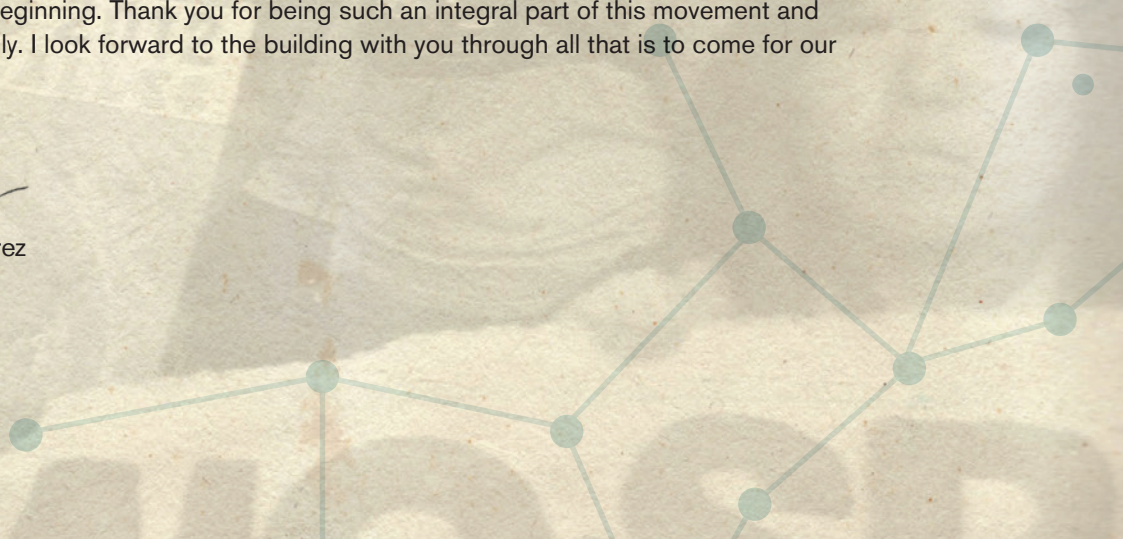 eginning. Thank you for being such an integral part of this movement and
ly. I look forward to the building with you through all that is to come for our
ez